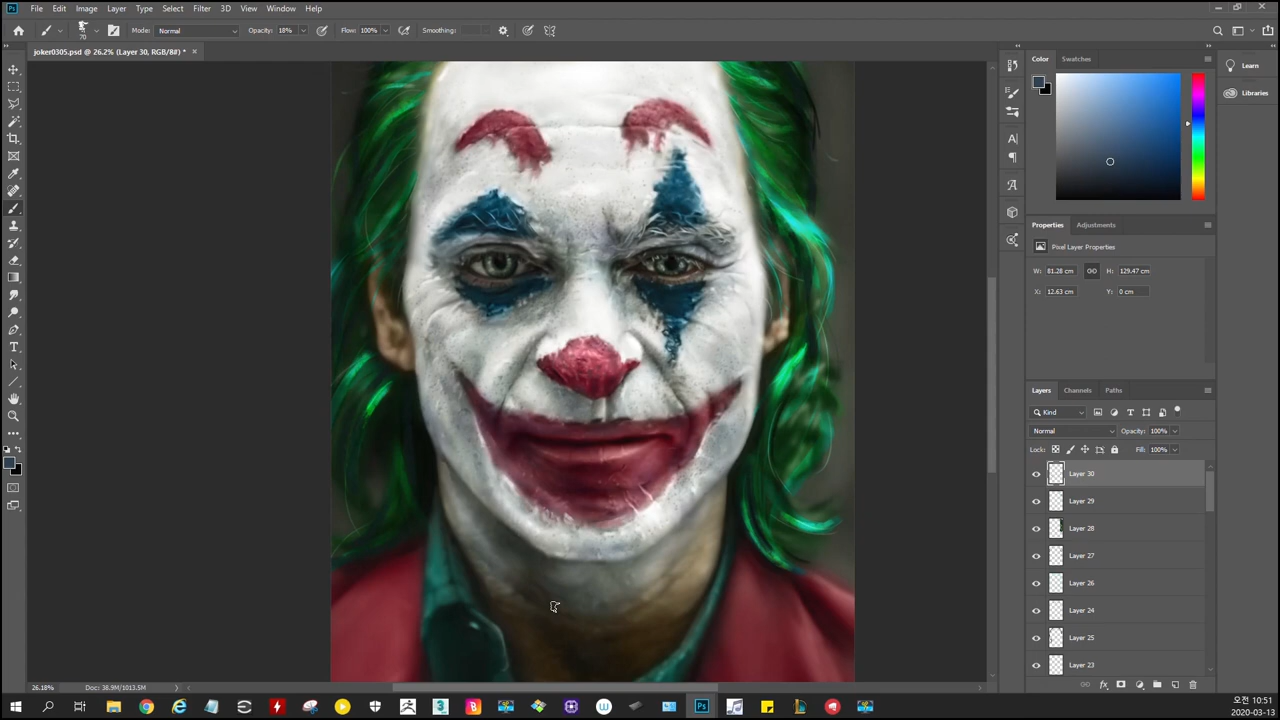 File Edit Image Layer Type Select Filter 3D View Window Help
70 Mode: Normal Opacity: 18% Flow: 100% Smoothing:
joker0305.psd @ 26.2% (Layer 30, RGB/8#) *
Color Swatches
Learn
Libraries
Properties Adjustments
Pixel Layer Properties
W: 81.28 cm H: 129.47 cm
X: 12.63 cm Y: 0 cm
Layers Channels Paths
Kind
Normal Opacity: 100%
Lock: Fill: 100%
Layer 30
Layer 29
Layer 28
Layer 27
Layer 26
Layer 24
Layer 25
Layer 23
26.18% Doc: 38.9M/1013.5M
오전 10:51
2020-03-13